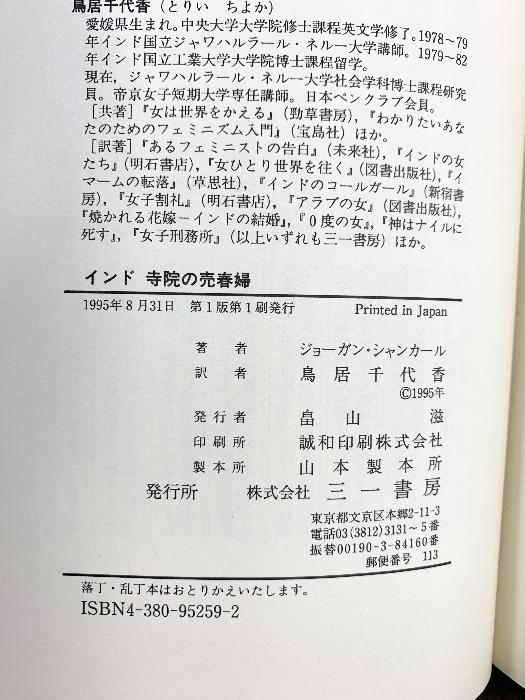 鳥居千代香（とりい ちよか）
愛媛県生まれ。中央大学大学院修士課程英文学修了。1978〜79
年インド国立ジャワハルラール・ネルー大学講師。1979〜82
年インド国立工業大学大学院博士課程留学。
現在，ジャワハルラール・ネルー大学社会学科博士課程研究
員。帝京女子短期大学専任講師。日本ペンクラブ会員。
［共著］『女は世界をかえる』（勁草書房），『わかりたいあな
たのためのフェミニズム入門』（宝島社）ほか。
［訳著］『あるフェミニストの告白』（未来社），『インドの女
たち』（明石書店），『女ひとり世界を往く』（図書出版社），『イ
マームの転落』（草思社），『インドのコールガール』（新宿書
房），『女子割礼』（明石書店），『アラブの女』（図書出版社），
『焼かれる花嫁ーインドの結婚』，『０度の女』，『神はナイルに
死す』，『女子刑務所』（以上いずれも三一書房）ほか。
インド 寺院の売春婦
1995年８月31日 第１版第１刷発行 Printed in Japan
著者 ジョーガン・シャンカール
訳者 鳥居千代香
©1995年
発行者 畠山 滋
印刷所 誠和印刷株式会社
製本所 山本製本所
発行所 株式会社 三一書房
東京都文京区本郷2-11-3
電話03(3812)3131〜５番
振替00190-3-84160番
郵便番号 113
落丁・乱丁本はおとりかえいたします。
ISBN4-380-95259-2